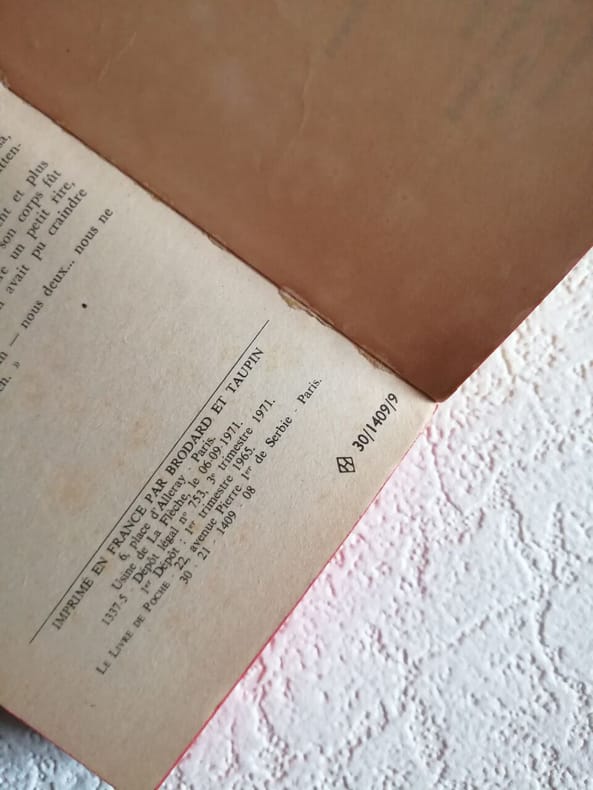 nt et plus
son corps fût
e un petit rire,
avait pu craindre
— nous deux... nous ne
»
IMPRIMÉ EN FRANCE PAR BRODARD ET TAUPIN
6, place d'Alleray - Paris.
Usine de La Flèche, le 06-09-1971.
1337-5 - Dépôt légal n° 753, 3e trimestre 1971.
1er Dépôt : 1er trimestre 1965.
LE LIVRE DE POCHE - 22, avenue Pierre 1er de Serbie - Paris.
30 - 21 - 1409 - 08
30/1409/9